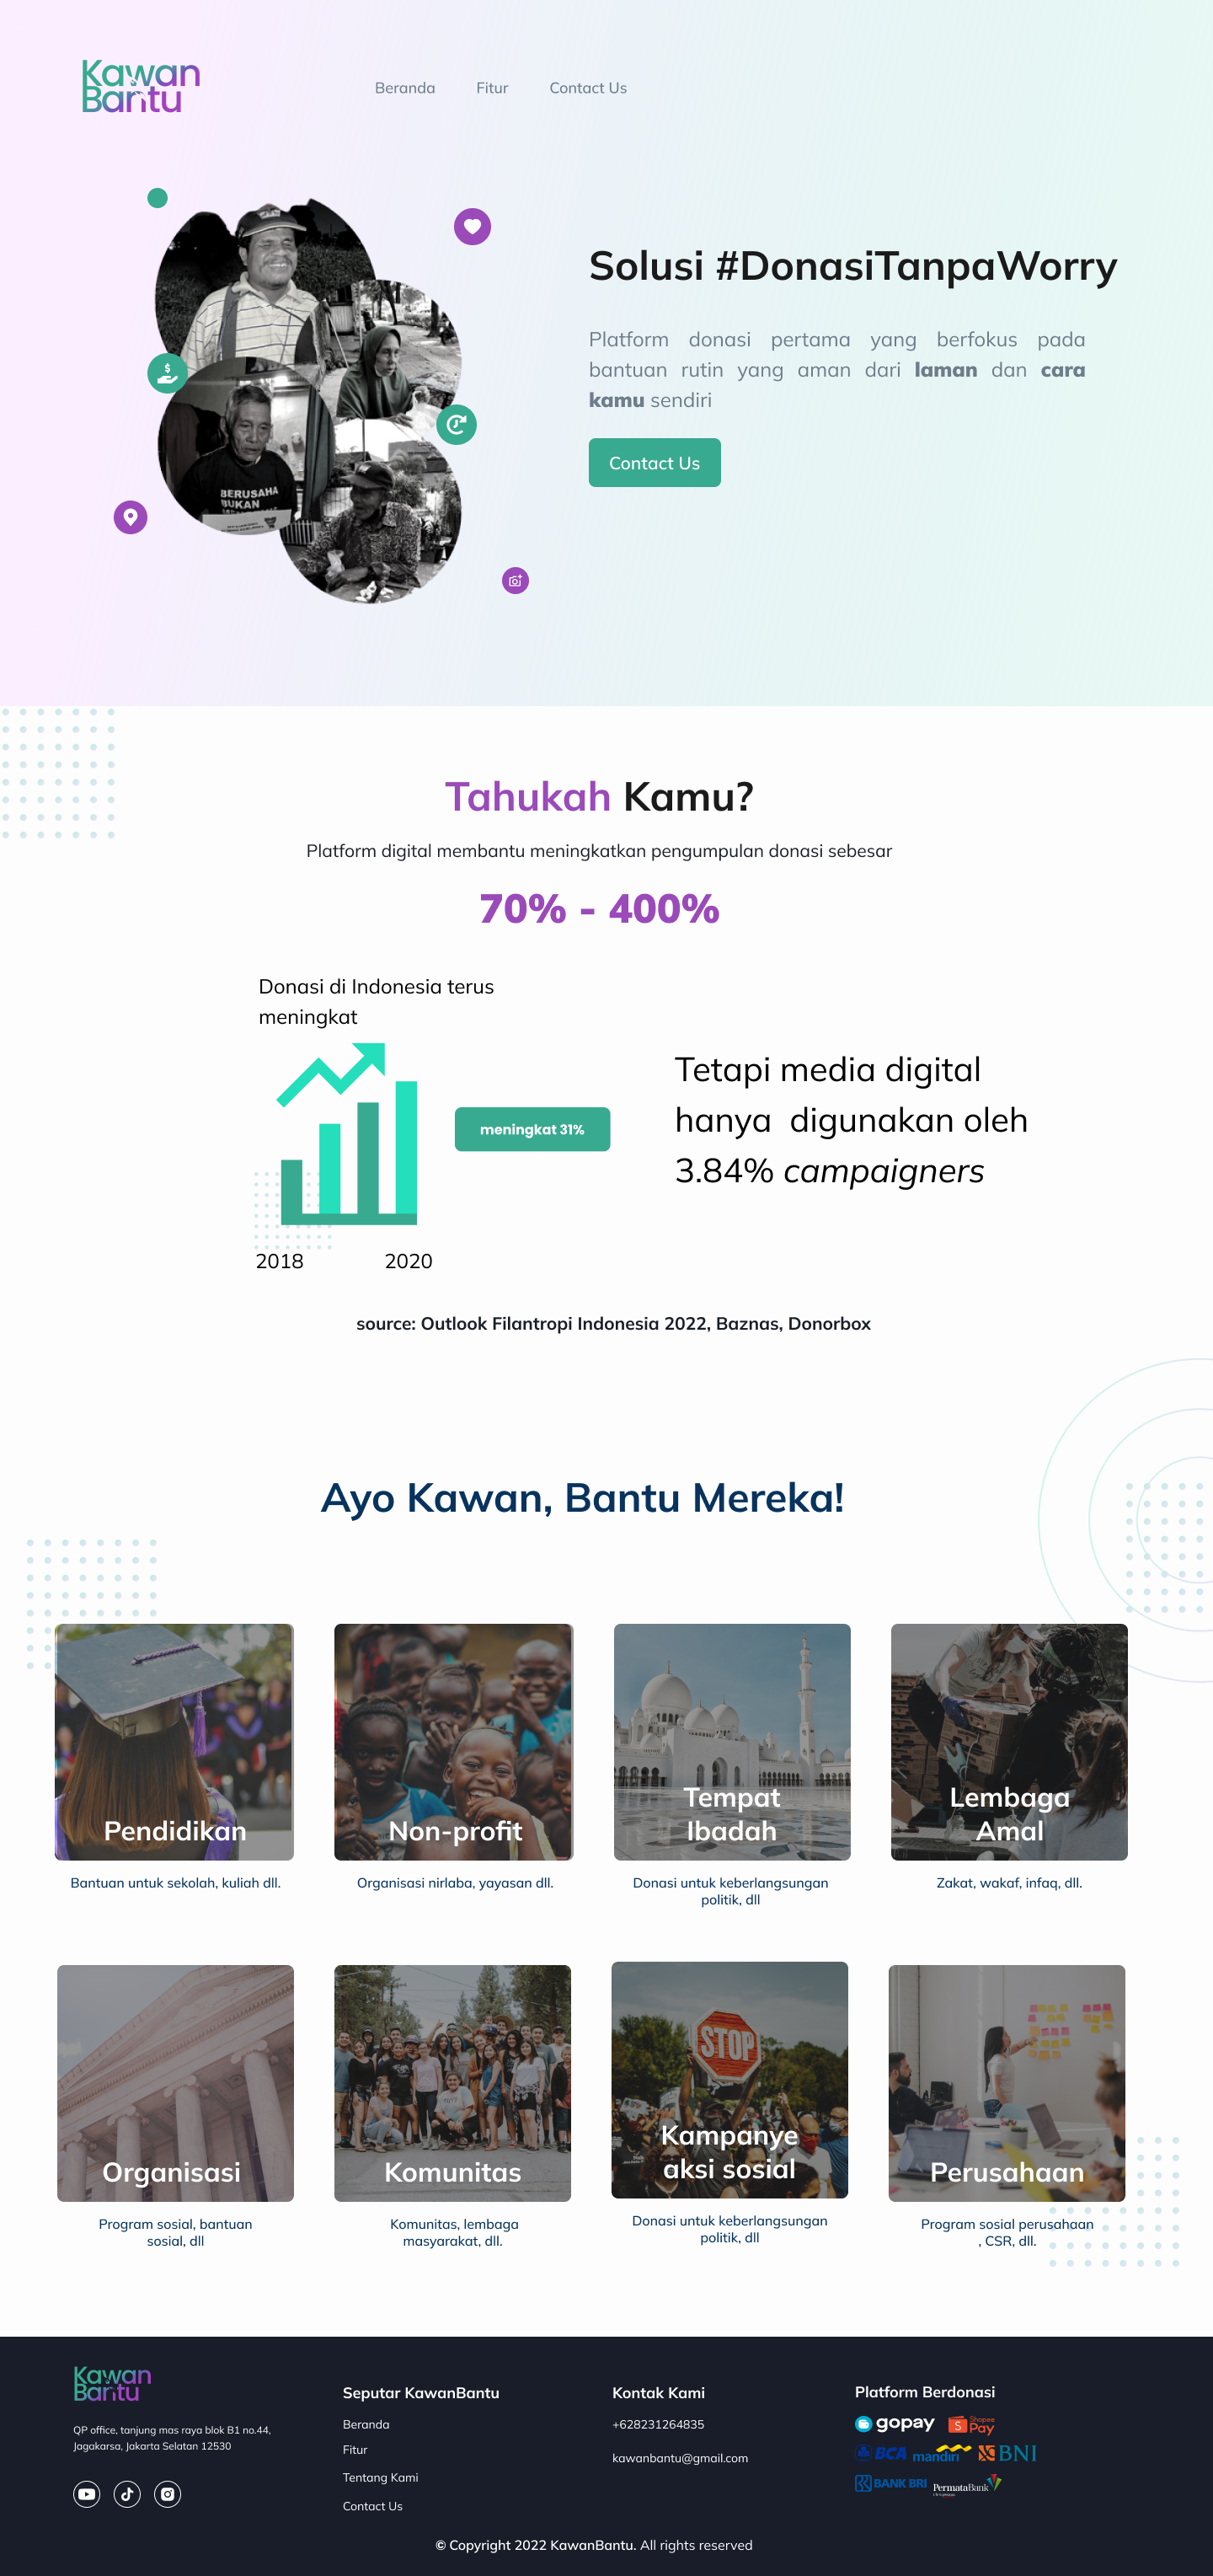 Kawan
Bantu
Beranda Fitur Contact Us
Solusi #DonasiTanpaWorry
Platform donasi pertama yang berfokus pada
bantuan rutin yang aman dari laman dan cara
kamu sendiri
Contact Us
BERUSAHA
BUKAN
Tahukah Kamu?
Platform digital membantu meningkatkan pengumpulan donasi sebesar
70% - 400%
Donasi di Indonesia terus
meningkat
meningkat 31%
Tetapi media digital
hanya digunakan oleh
3.84% campaigners
2018 2020
source: Outlook Filantropi Indonesia 2022, Baznas, Donorbox
Ayo Kawan, Bantu Mereka!
Pendidikan
Bantuan untuk sekolah, kuliah dll.
Non-profit
Organisasi nirlaba, yayasan dll.
Tempat
Ibadah
Donasi untuk keberlangsungan
politik, dll
Lembaga
Amal
Zakat, wakaf, infaq, dll.
Organisasi
Program sosial, bantuan
sosial, dll
Komunitas
Komunitas, lembaga
masyarakat, dll.
STOP
Kampanye
aksi sosial
Donasi untuk keberlangsungan
politik, dll
Perusahaan
Program sosial perusahaan
, CSR, dll.
Kawan
Bantu
QP office, tanjung mas raya blok B1 no.44,
Jagakarsa, Jakarta Selatan 12530
Seputar KawanBantu
Beranda
Fitur
Tentang Kami
Contact Us
Kontak Kami
+628231264835
kawanbantu@gmail.com
Platform Berdonasi
gopay Shopee Pay
BCA mandiri BNI
BANK BRI PermataBank
© Copyright 2022 KawanBantu. All rights reserved